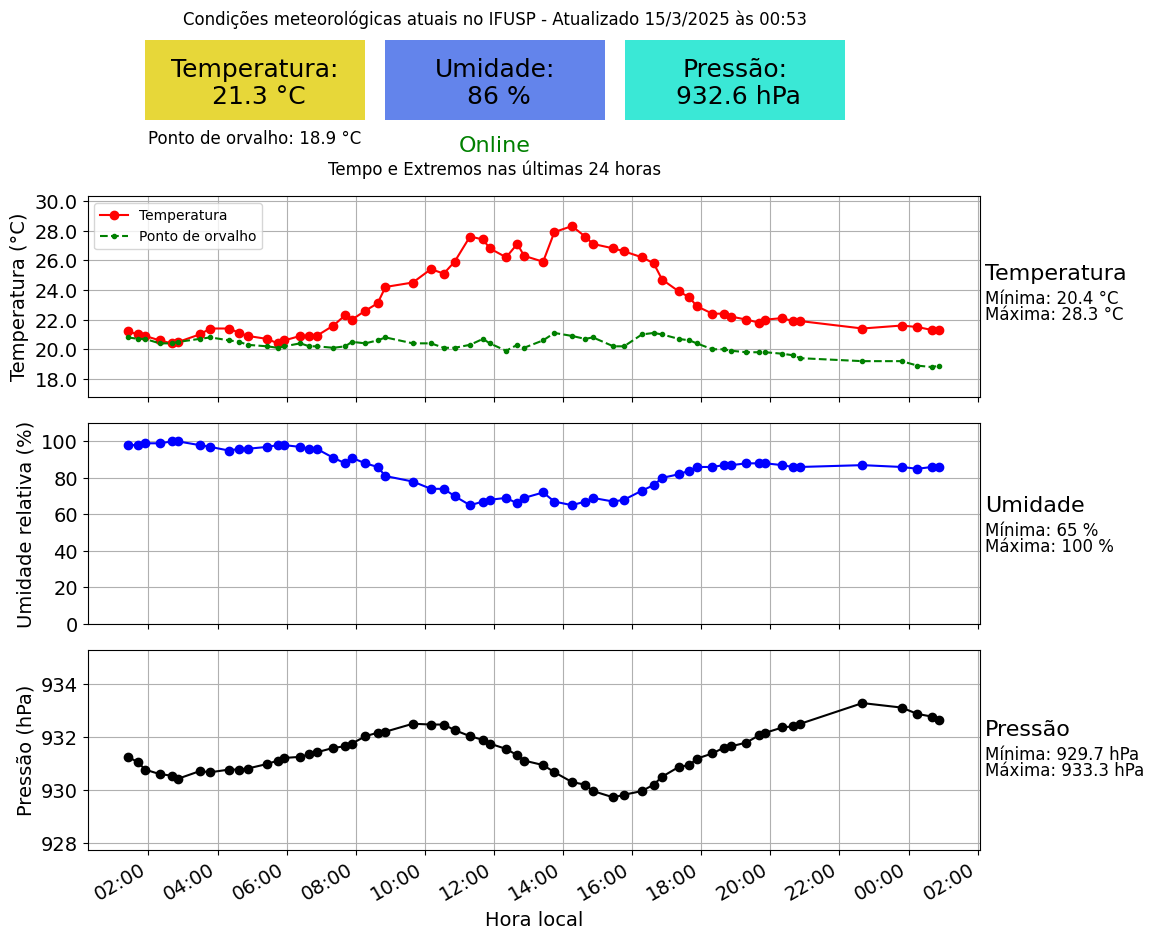 Condições meteorológicas atuais no IFUSP - Atualizado 15/3/2025 às 00:53
Temperatura:
21.3 °C
Umidade:
86 %
Pressão:
932.6 hPa
Ponto de orvalho: 18.9 °C
Online
Tempo e Extremos nas últimas 24 horas
Temperatura (°C)
30.0
28.0
26.0
24.0
22.0
20.0
18.0
Temperatura
Ponto de orvalho
Temperatura
Mínima: 20.4 °C
Máxima: 28.3 °C
Umidade relativa (%)
100
80
60
40
20
0
Umidade
Mínima: 65 %
Máxima: 100 %
Pressão (hPa)
934
932
930
928
Pressão
Mínima: 929.7 hPa
Máxima: 933.3 hPa
02:00 04:00 06:00 08:00 10:00 12:00 14:00 16:00 18:00 20:00 22:00 00:00 02:00
Hora local